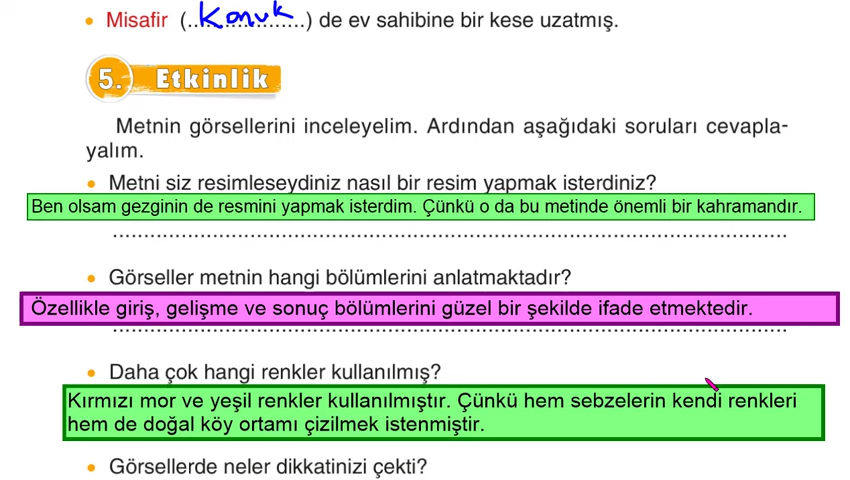 • Misafir (..Konuk..................) de ev sahibine bir kese uzatmış.
5. Etkinlik
Metnin görsellerini inceleyelim. Ardından aşağıdaki soruları cevapla-
yalım.
• Metni siz resimleseydiniz nasıl bir resim yapmak isterdiniz?
Ben olsam gezginin de resmini yapmak isterdim. Çünkü o da bu metinde önemli bir kahramandır.
• Görseller metnin hangi bölümlerini anlatmaktadır?
Özellikle giriş, gelişme ve sonuç bölümlerini güzel bir şekilde ifade etmektedir.
• Daha çok hangi renkler kullanılmış?
Kırmızı mor ve yeşil renkler kullanılmıştır. Çünkü hem sebzelerin kendi renkleri
hem de doğal köy ortamı çizilmek istenmiştir.
• Görsellerde neler dikkatinizi çekti?